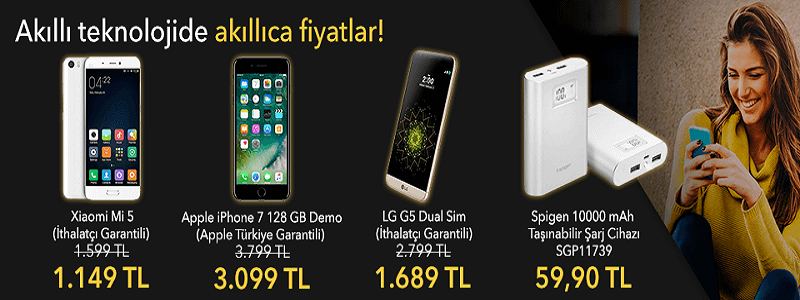 Akıllı teknolojide akıllıca fiyatlar!
Xiaomi Mi 5
(İthalatçı Garantili)
1.599 TL
1.149 TL
Apple iPhone 7 128 GB Demo
(Apple Türkiye Garantili)
3.799 TL
3.099 TL
LG G5 Dual Sim
(İthalatçı Garantili)
2.799 TL
1.689 TL
Spigen 10000 mAh
Taşınabilir Şarj Cihazı
SGP11739
59,90 TL